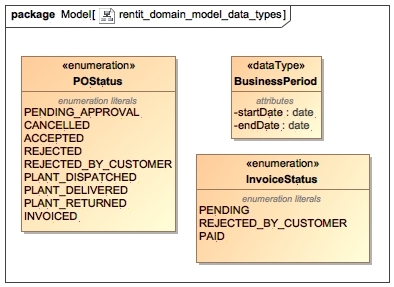 package Model[ rentit_domain_model_data_types]
«enumeration»
POStatus
enumeration literals
PENDING_APPROVAL
CANCELLED
ACCEPTED
REJECTED
REJECTED_BY_CUSTOMER
PLANT_DISPATCHED
PLANT_DELIVERED
PLANT_RETURNED
INVOICED
«dataType»
BusinessPeriod
attributes
-startDate : date
-endDate : date
«enumeration»
InvoiceStatus
enumeration literals
PENDING
REJECTED_BY_CUSTOMER
PAID